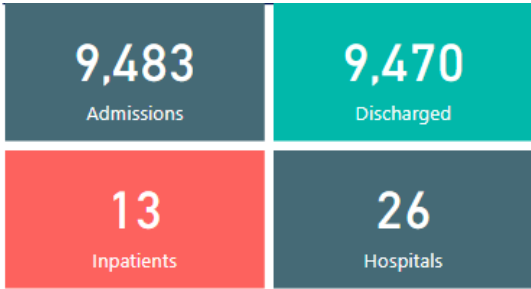 9,483
Admissions
9,470
Discharged
13
Inpatients
26
Hospitals